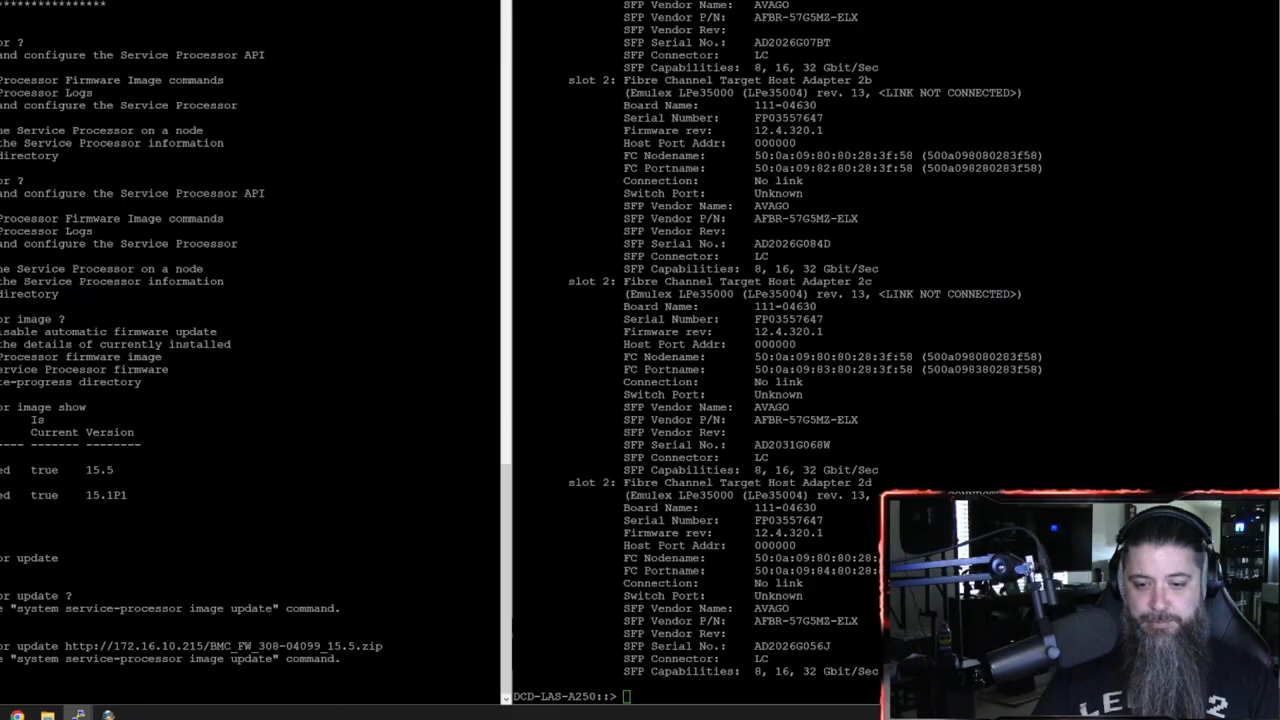 ****************
or ?
and configure the Service Processor API
Processor Firmware Image commands
Processor Logs
and configure the Service Processor
he Service Processor on a node
the Service Processor information
directory
or ?
and configure the Service Processor API
Processor Firmware Image commands
Processor Logs
and configure the Service Processor
he Service Processor on a node
the Service Processor information
directory
or image ?
isable automatic firmware update
the details of currently installed
Processor firmware image
ervice Processor firmware
te-progress directory
or image show
Is
Current Version
---- ------- --------
ed true 15.5
ed true 15.1P1
or update
or update ?
e "system service-processor image update" command.
or update http://172.16.10.215/BMC_FW_308-04099_15.5.zip
e "system service-processor image update" command.
SFP Vendor Name: AVAGO
SFP Vendor P/N: AFBR-57G5MZ-ELX
SFP Vendor Rev:
SFP Serial No.: AD2026G07BT
SFP Connector: LC
SFP Capabilities: 8, 16, 32 Gbit/Sec
slot 2: Fibre Channel Target Host Adapter 2b
(Emulex LPe35000 (LPe35004) rev. 13, <LINK NOT CONNECTED>)
Board Name: 111-04630
Serial Number: FP03557647
Firmware rev: 12.4.320.1
Host Port Addr: 000000
FC Nodename: 50:0a:09:80:80:28:3f:58 (500a098080283f58)
FC Portname: 50:0a:09:82:80:28:3f:58 (500a098280283f58)
Connection: No link
Switch Port: Unknown
SFP Vendor Name: AVAGO
SFP Vendor P/N: AFBR-57G5MZ-ELX
SFP Vendor Rev:
SFP Serial No.: AD2026G084D
SFP Connector: LC
SFP Capabilities: 8, 16, 32 Gbit/Sec
slot 2: Fibre Channel Target Host Adapter 2c
(Emulex LPe35000 (LPe35004) rev. 13, <LINK NOT CONNECTED>)
Board Name: 111-04630
Serial Number: FP03557647
Firmware rev: 12.4.320.1
Host Port Addr: 000000
FC Nodename: 50:0a:09:80:80:28:3f:58 (500a098080283f58)
FC Portname: 50:0a:09:83:80:28:3f:58 (500a098380283f58)
Connection: No link
Switch Port: Unknown
SFP Vendor Name: AVAGO
SFP Vendor P/N: AFBR-57G5MZ-ELX
SFP Vendor Rev:
SFP Serial No.: AD2031G068W
SFP Connector: LC
SFP Capabilities: 8, 16, 32 Gbit/Sec
slot 2: Fibre Channel Target Host Adapter 2d
(Emulex LPe35000 (LPe35004) rev. 13,
Board Name: 111-04630
Serial Number: FP03557647
Firmware rev: 12.4.320.1
Host Port Addr: 000000
FC Nodename: 50:0a:09:80:80:28:
FC Portname: 50:0a:09:84:80:28:
Connection: No link
Switch Port: Unknown
SFP Vendor Name: AVAGO
SFP Vendor P/N: AFBR-57G5MZ-ELX
SFP Vendor Rev:
SFP Serial No.: AD2026G056J
SFP Connector: LC
SFP Capabilities: 8, 16, 32 Gbit/Sec
DCD-LAS-A250::>